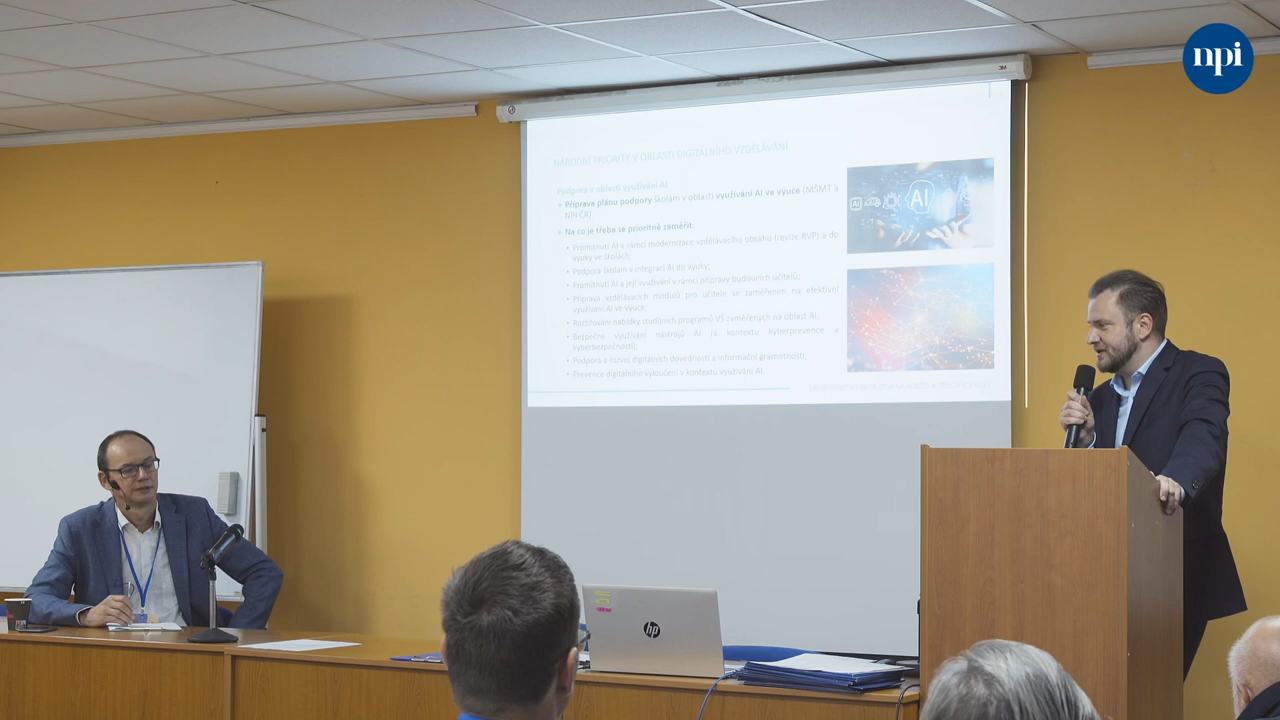 npi
3M
NÁRODNÍ PRIORITY V OBLASTI DIGITÁLNÍHO VZDĚLÁVÁNÍ
Podpora v oblasti využívání AI
Příprava plánu podpory školám v oblasti využívání AI ve výuce (MŠMT a
NPI ČR)
Na co je třeba se prioritně zaměřit:
• Promítnutí AI v rámci modernizace vzdělávacího obsahu (revize RVP) a do
výuky ve školách;
• Podpora školám v integraci AI do výuky;
• Promítnutí AI a její využívání v rámci přípravy budoucích učitelů;
• Příprava vzdělávacích modulů pro učitele se zaměřením na efektivní
využívání AI ve výuce;
• Rozšiřování nabídky studijních programů VŠ zaměřených na oblast AI;
• Bezpečné využívání nástrojů AI (a kontextu kyberprevence a
kyberbezpečnosti);
• Podpora a rozvoj digitálních dovedností a informační gramotnosti;
• Prevence digitálního vyloučení v kontextu využívání AI.
AI
AI
hp